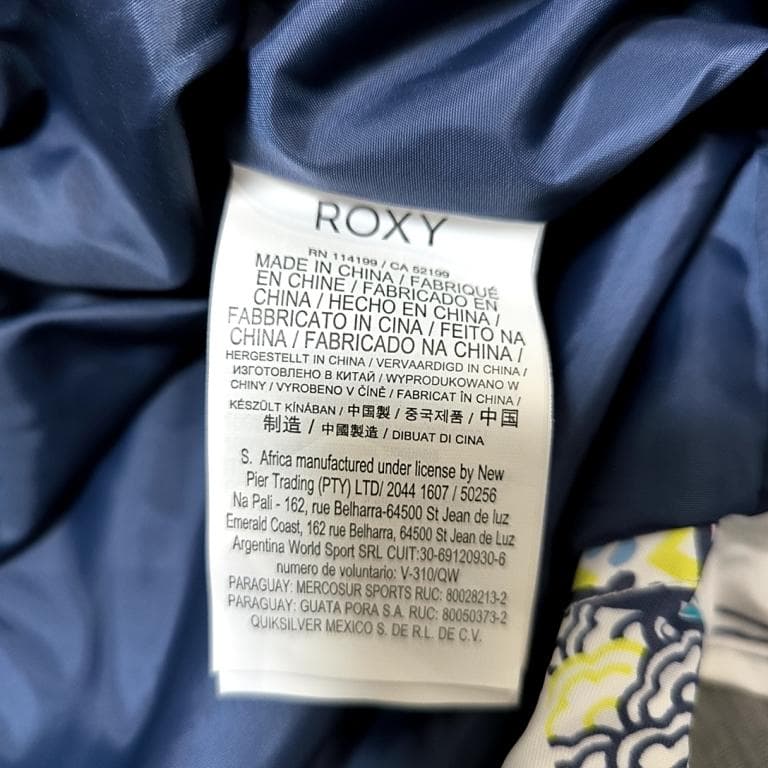 ROXY
RN 114199 / CA 52199
MADE IN CHINA / FABRIQUÉ
EN CHINE / FABRICADO EN
CHINA / HECHO EN CHINA /
FABBRICATO IN CINA / FEITO NA
CHINA / FABRICADO NA CHINA /
HERGESTELLT IN CHINA / VERVAARDIGD IN CHINA /
ИЗГОТОВЛЕНО В КИТАЙ / WYPRODUKOWANO W
CHINY / VYROBENO V ČÍNĚ / FABRICAT ÎN CHINA /
KÉSZÜLT KÍNÁBAN / 中国製 / 중국제품 / 中国
制造 / 中國製造 / DIBUAT DI CINA
S. Africa manufactured under license by New
Pier Trading (PTY) LTD/ 2044 1607 / 50256
Na Pali - 162, rue Belharra-64500 St Jean de luz
Emerald Coast, 162 rue Belharra, 64500 St Jean de Luz
Argentina World Sport SRL CUIT:30-69120930-6
numero de voluntario: V-310/QW
PARAGUAY: MERCOSUR SPORTS RUC: 80028213-2
PARAGUAY: GUATA PORA S.A. RUC: 80050373-2
QUIKSILVER MEXICO S. DE R.L. DE C.V.